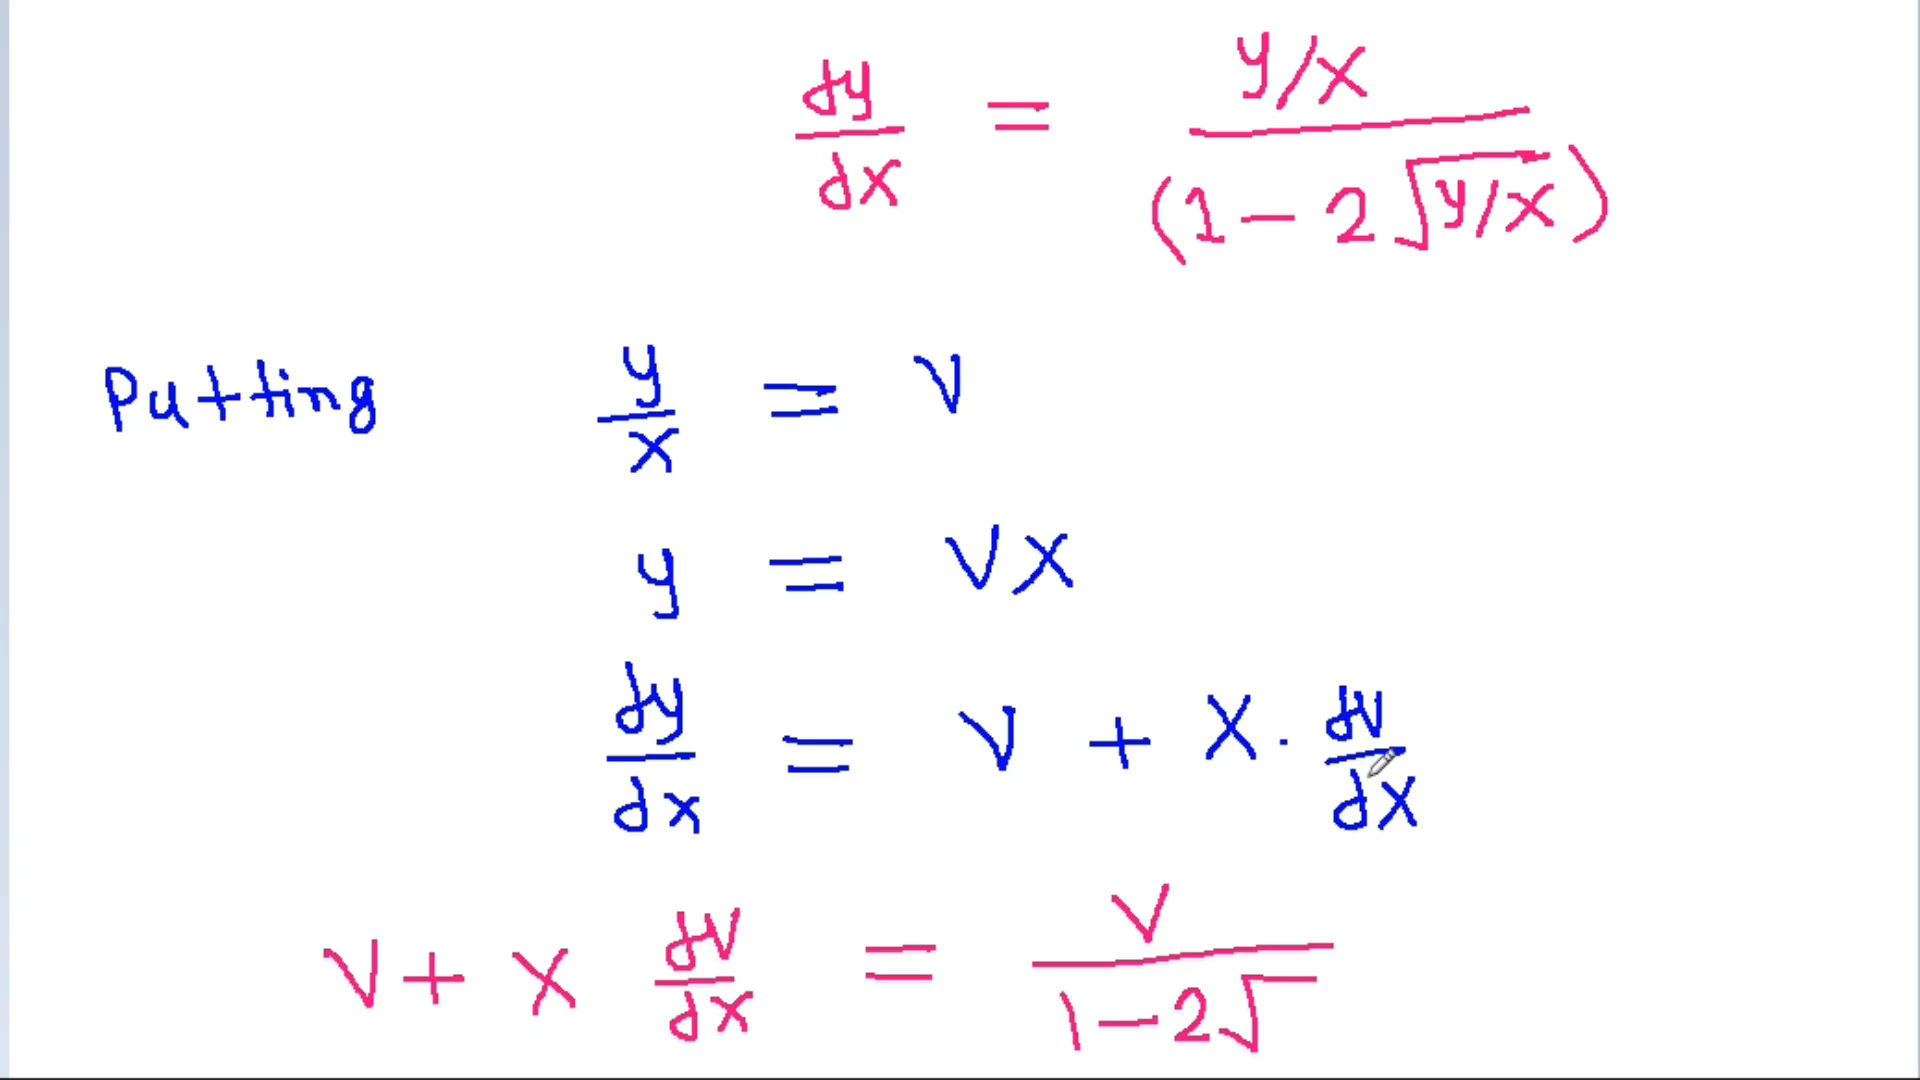 dy/dx = (y/x)/(1 - 2√(y/x))
Putting y/x = v
y = vx
dy/dx = v + x · dv/dx
v + x dv/dx = v/(1 - 2√